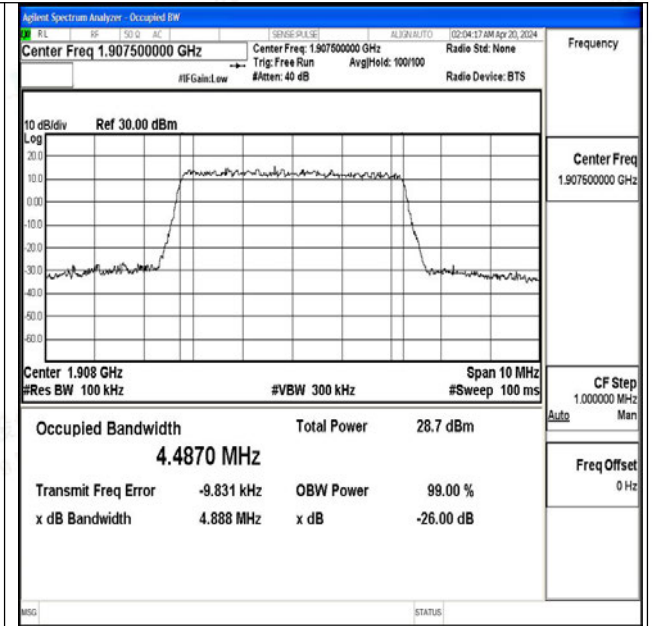 Agilent Spectrum Analyzer - Occupied BW
RL RF 50 Ω AC SENSE:PULSE ALIGN AUTO 02:04:17 AM Apr 20, 2024
Center Freq 1.907500000 GHz
Center Freq: 1.907500000 GHz
Radio Std: None
Trig: Free Run Avg|Hold: 100/100
#IFGain:Low #Atten: 40 dB Radio Device: BTS
10 dB/div Ref 30.00 dBm
Log
20.0
10.0
0.00
-10.0
-20.0
-30.0
-40.0
-50.0
-60.0
Center 1.908 GHz Span 10 MHz
#Res BW 100 kHz #VBW 300 kHz #Sweep 100 ms
Occupied Bandwidth Total Power 28.7 dBm
4.4870 MHz
Transmit Freq Error -9.831 kHz OBW Power 99.00 %
x dB Bandwidth 4.888 MHz x dB -26.00 dB
MSG STATUS
Frequency
Center Freq
1.907500000 GHz
CF Step
1.000000 MHz
Auto Man
Freq Offset
0 Hz